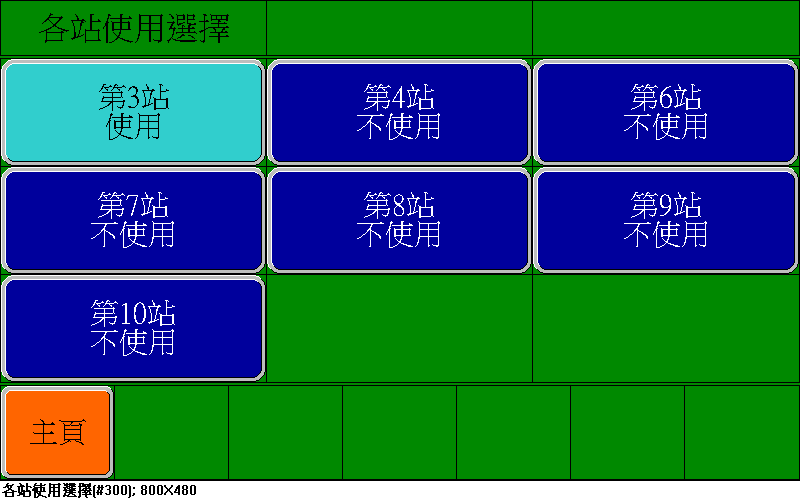 各站使用選擇
第3站
使用
第4站
不使用
第6站
不使用
第7站
不使用
第8站
不使用
第9站
不使用
第10站
不使用
主頁
各站使用選擇(#300); 800X480